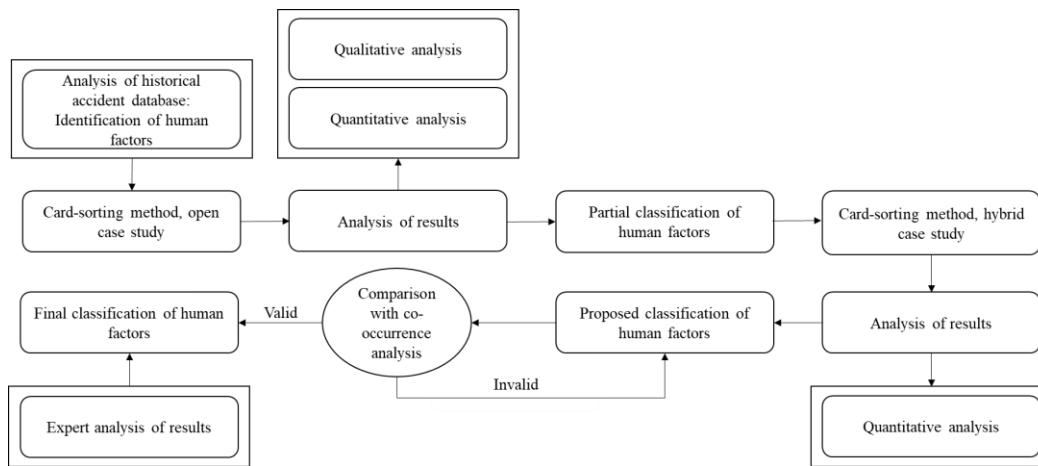 Qualitative analysis
Analysis of historical
accident database:
Identification of human
factors
Quantitative analysis
Card-sorting method, open
case study
Analysis of results
Partial classification of
human factors
Card-sorting method, hybrid
case study
Final classification of human
factors
Valid
Comparison
with co-
occurrence
analysis
Proposed classification of
human factors
Analysis of results
Invalid
Expert analysis of results
Quantitative analysis